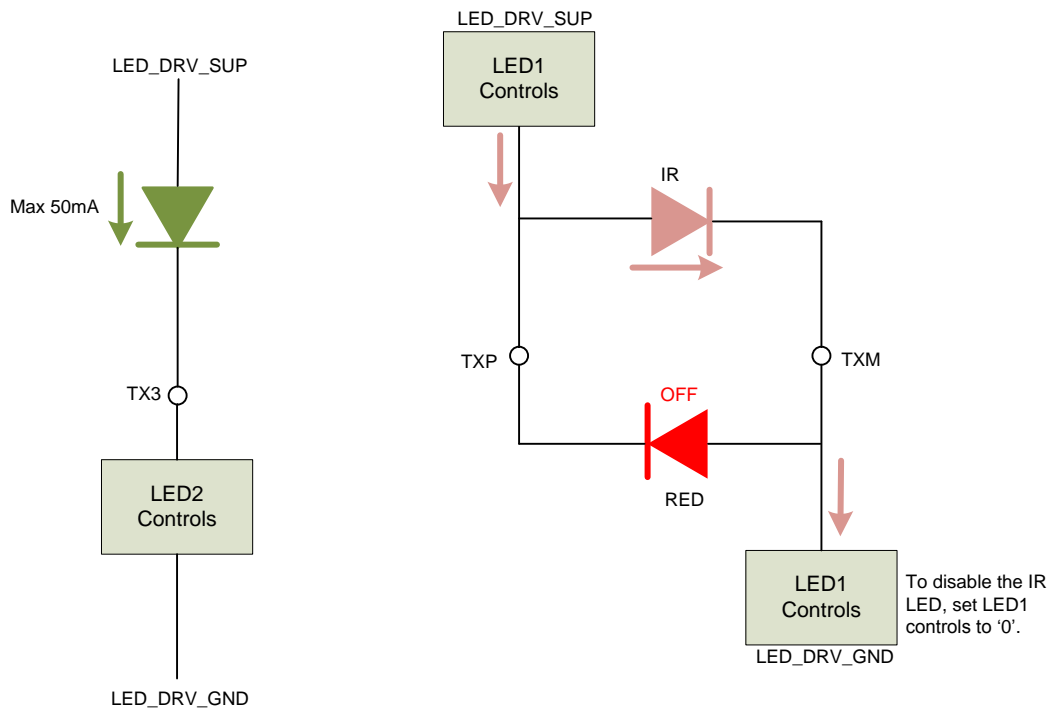 LED_DRV_SUP
Max 50mA
TX3
LED2
Controls
LED_DRV_GND
LED_DRV_SUP
LED1
Controls
IR
TXP
TXM
OFF
RED
LED1
Controls
LED_DRV_GND
To disable the IR
LED, set LED1
controls to ‘0’.